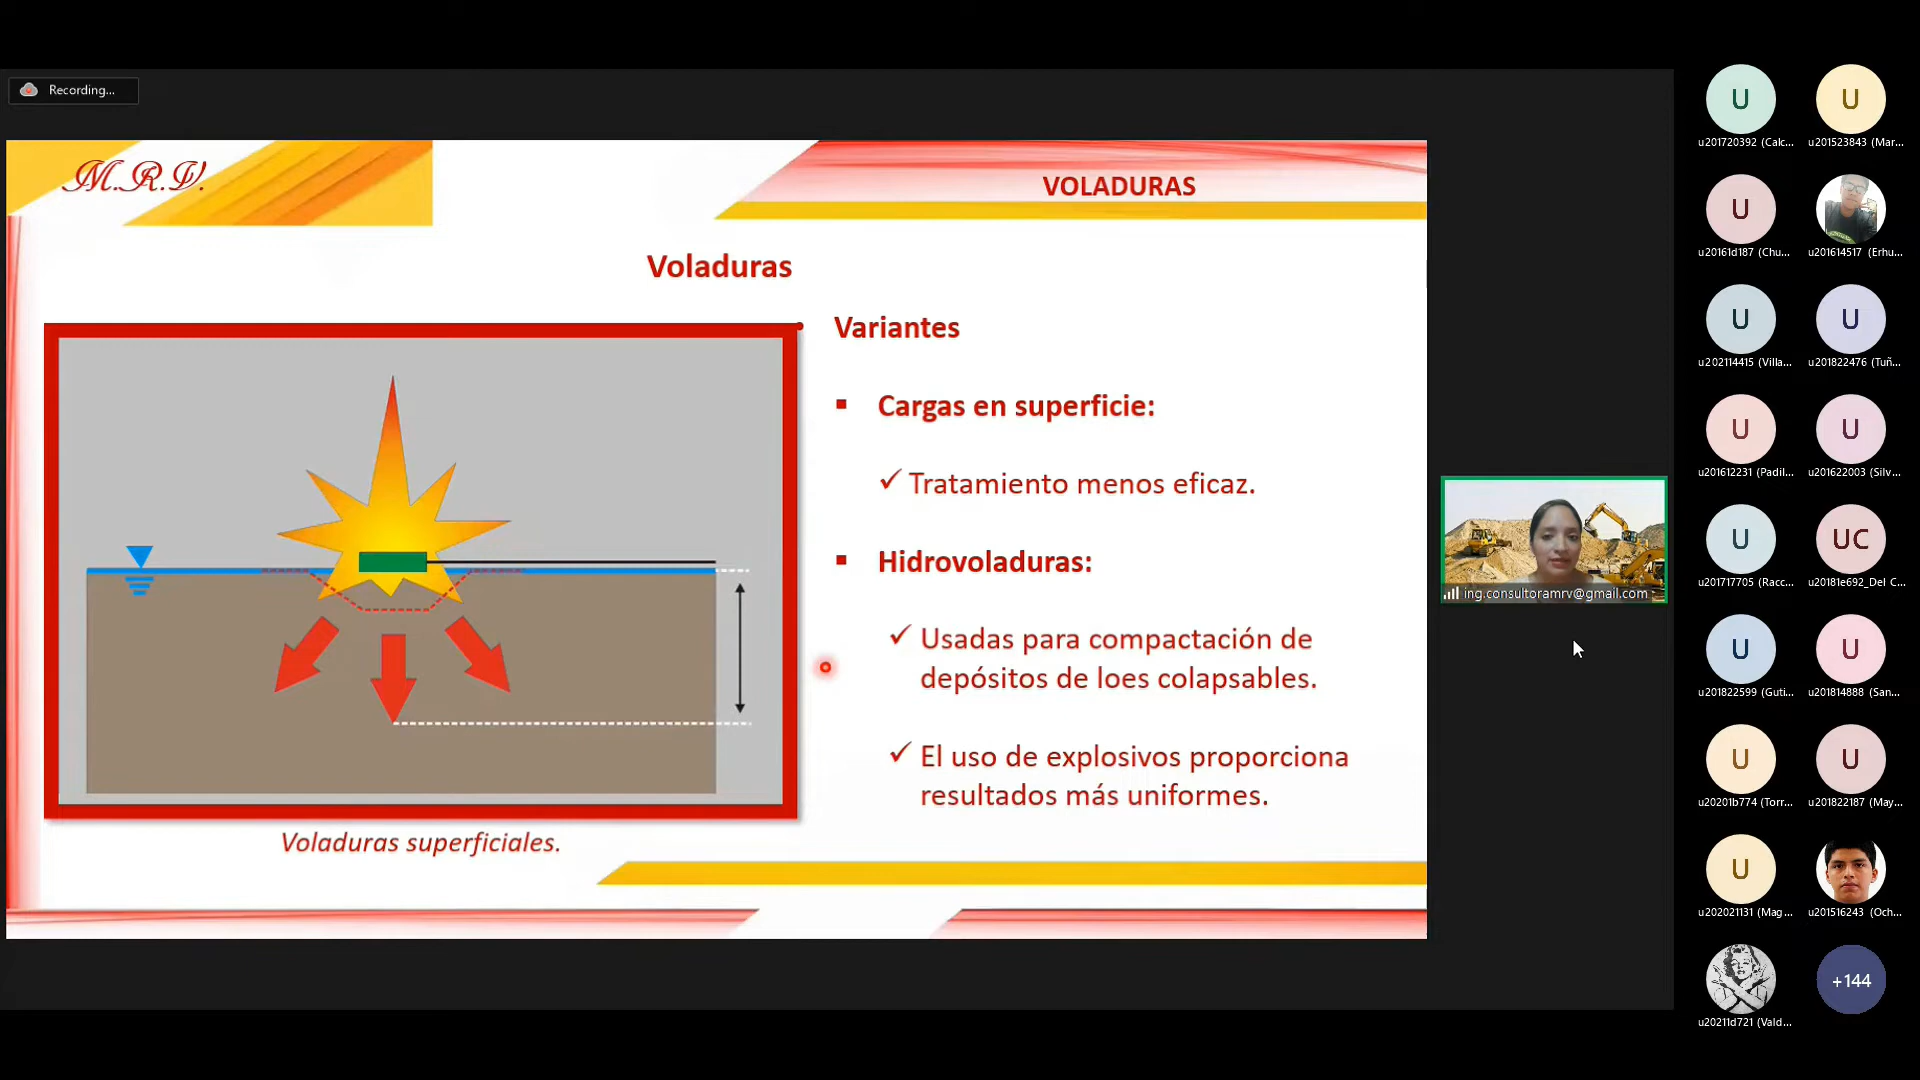 Recording...
M.R.V.
VOLADURAS
Voladuras
Variantes
Cargas en superficie:
Tratamiento menos eficaz.
Hidrovoladuras:
Usadas para compactación de
depósitos de loes colapsables.
El uso de explosivos proporciona
resultados más uniformes.
Voladuras superficiales.
ing.consultoramrv@gmail.com
U
u201720392 (Calc...
U
u201523843 (Mar...
U
u20161d187 (Chu...
u201614517 (Erhu...
U
u202114415 (Villa...
U
u201822476 (Tuñ...
U
u201612231 (Padil...
U
u201622003 (Silv...
U
u201717705 (Racc...
UC
u20181e692_Del C...
U
u201822599 (Guti...
U
u201814888 (San...
U
u20201b774 (Torr...
U
u201822187 (May...
U
u202021131 (Mag...
u201516243 (Och...
u20211d721 (Vald...
+144